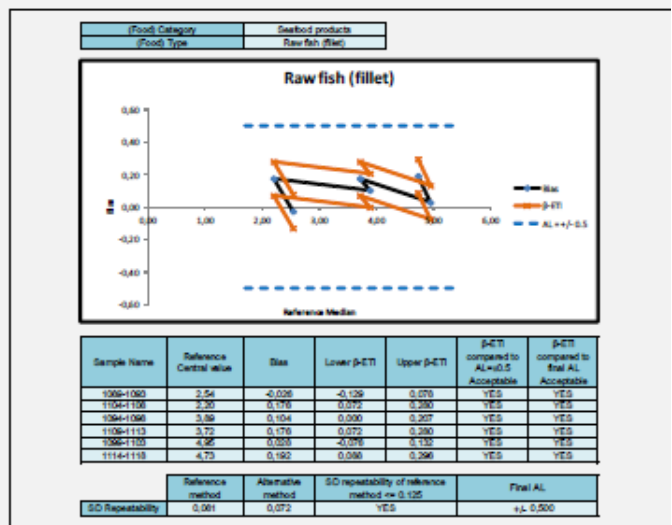 (Food) Category Seafood products
(Food) Type Raw fish (fillet)
Raw fish (fillet)
0,60
0,40
0,20
0,00
-0,20
-0,40
-0,60
0,00 1,00 2,00 3,00 4,00 5,00 6,00
Bias
Reference Median
Bias
β-ETI
AL = +/- 0.5
Sample Name Reference Central value Bias Lower β-ETI Upper β-ETI β-ETI compared to AL=±0.5 Acceptable β-ETI compared to final AL Acceptable
1089-1093 2,54 -0,026 -0,129 0,078 YES YES
1104-1108 2,20 0,176 0,072 0,280 YES YES
1094-1098 3,89 0,104 0,000 0,207 YES YES
1109-1113 3,72 0,176 0,072 0,280 YES YES
1099-1103 4,95 0,028 -0,076 0,132 YES YES
1114-1118 4,73 0,192 0,088 0,296 YES YES
Reference method Alternative method SD repeatability of reference method <= 0.125 Final AL
SD Repeatability 0,081 0,072 YES +/- 0,500